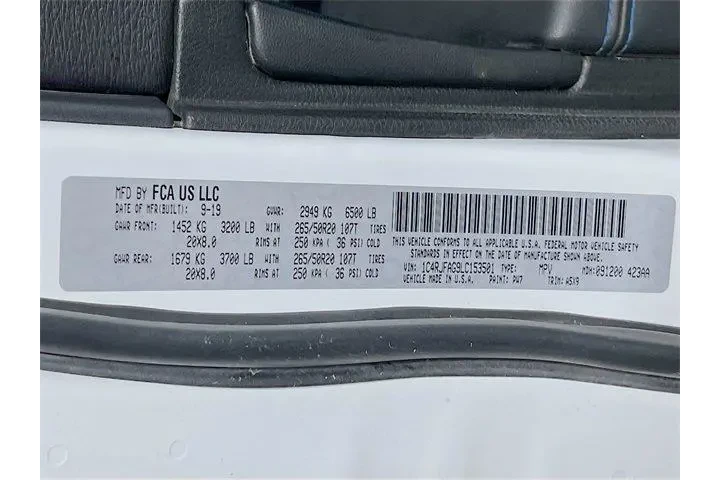 MFD BY FCA US LLC
DATE OF MFR(BUILT): 9-19 GVWR: 2949 KG 6500 LB
GAWR FRONT: 1452 KG 3200 LB WITH 265/50R20 107T TIRES
20X8.0 RIMS AT 250 KPA ( 36 PSI) COLD
GAWR REAR: 1679 KG 3700 LB WITH 265/50R20 107T TIRES
20X8.0 RIMS AT 250 KPA ( 36 PSI) COLD
THIS VEHICLE CONFORMS TO ALL APPLICABLE U.S.A. FEDERAL MOTOR VEHICLE SAFETY
STANDARDS IN EFFECT ON THE DATE OF MANUFACTURE SHOWN ABOVE.
VIN: 1C4RJFAG9LC153501 TYPE: MPV MDH: 091200 423AA
VEHICLE MADE IN U.S.A. PAINT: PW7 TRIM: A5X9